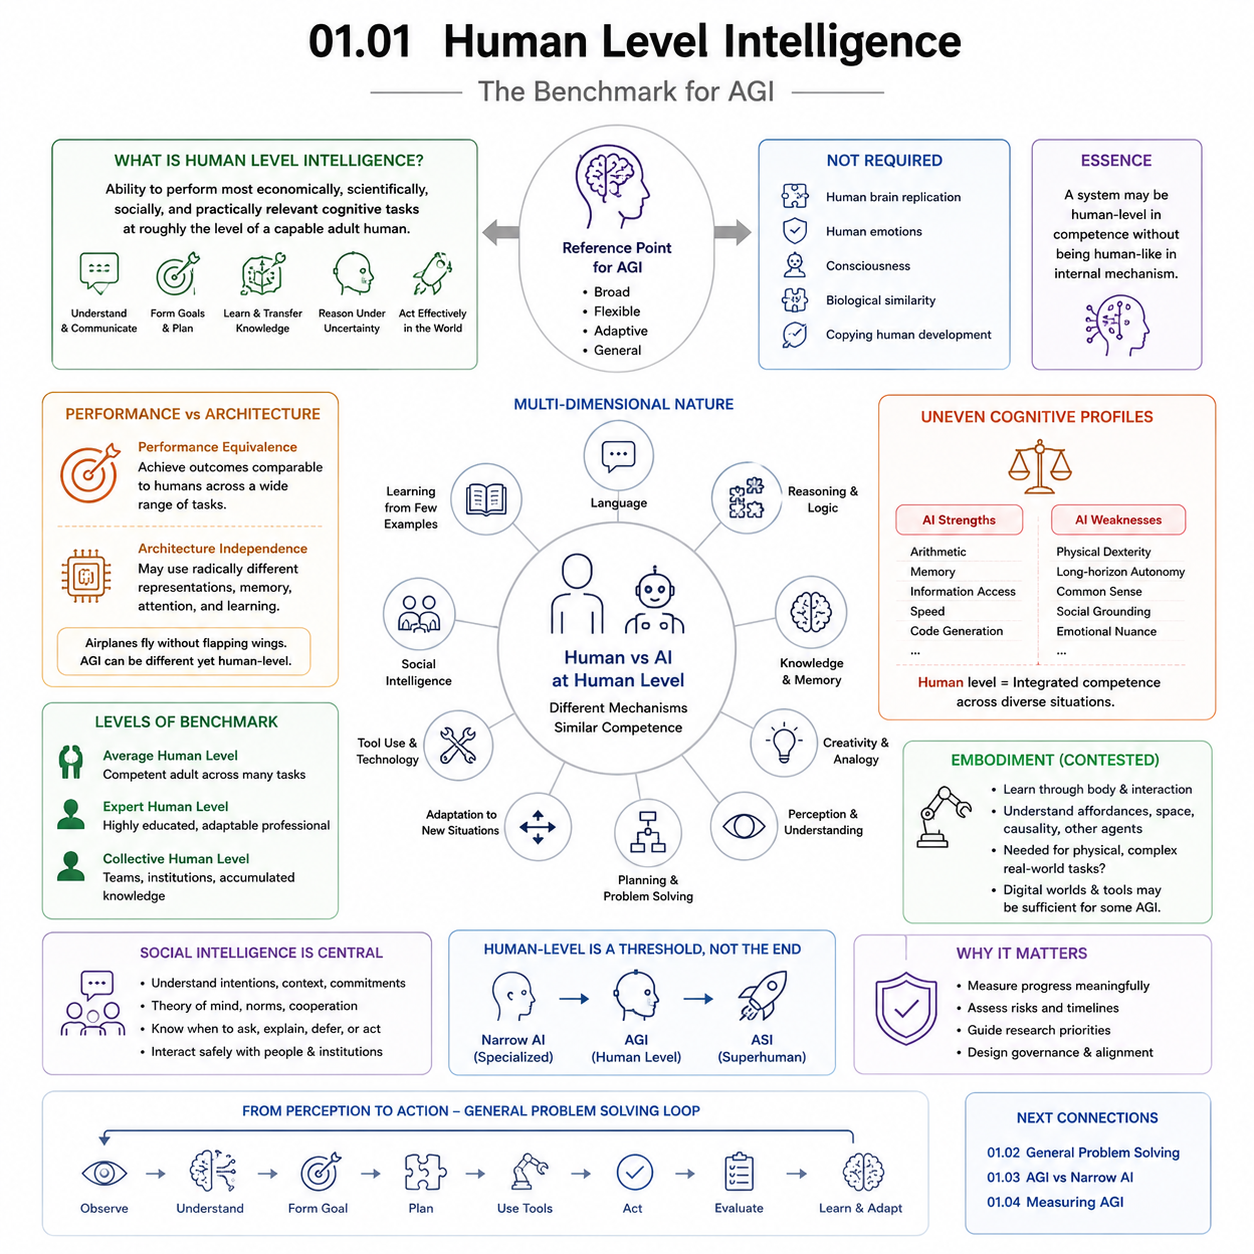 01.01 Human Level Intelligence
The Benchmark for AGI
WHAT IS HUMAN LEVEL INTELLIGENCE?
Ability to perform most economically, scientifically,
socially, and practically relevant cognitive tasks
at roughly the level of a capable adult human.
Understand
& Communicate
Form Goals
& Plan
Learn & Transfer
Knowledge
Reason Under
Uncertainty
Act Effectively
in the World
Reference Point
for AGI
• Broad
• Flexible
• Adaptive
• General
NOT REQUIRED
Human brain replication
Human emotions
Consciousness
Biological similarity
Copying human development
ESSENCE
A system may be
human-level in
competence without
being human-like in
internal mechanism.
PERFORMANCE vs ARCHITECTURE
Performance Equivalence
Achieve outcomes comparable
to humans across a wide
range of tasks.
Architecture Independence
May use radically different
representations, memory,
attention, and learning.
Airplanes fly without flapping wings.
AGI can be different yet human-level.
MULTI-DIMENSIONAL NATURE
Language
Reasoning &
Logic
Knowledge
& Memory
Creativity &
Analogy
Perception &
Understanding
Planning &
Problem Solving
Adaptation to
New Situations
Tool Use &
Technology
Social
Intelligence
Learning
from Few
Examples
Human vs AI
at Human Level
Different Mechanisms
Similar Competence
UNEVEN COGNITIVE PROFILES
AI Strengths
Arithmetic
Memory
Information Access
Speed
Code Generation
...
AI Weaknesses
Physical Dexterity
Long-horizon Autonomy
Common Sense
Social Grounding
Emotional Nuance
...
Human level = Integrated competence
across diverse situations.
LEVELS OF BENCHMARK
Average Human Level
Competent adult across many tasks
Expert Human Level
Highly educated, adaptable professional
Collective Human Level
Teams, institutions, accumulated
knowledge
EMBODIMENT (CONTESTED)
• Learn through body & interaction
• Understand affordances, space,
causality, other agents
• Needed for physical, complex
real-world tasks?
• Digital worlds & tools may
be sufficient for some AGI.
SOCIAL INTELLIGENCE IS CENTRAL
• Understand intentions, context, commitments
• Theory of mind, norms, cooperation
• Know when to ask, explain, defer, or act
• Interact safely with people & institutions
HUMAN-LEVEL IS A THRESHOLD, NOT THE END
Narrow AI
(Specialized)
AGI
(Human Level)
ASI
(Superhuman)
WHY IT MATTERS
• Measure progress meaningfully
• Assess risks and timelines
• Guide research priorities
• Design governance & alignment
FROM PERCEPTION TO ACTION – GENERAL PROBLEM SOLVING LOOP
Observe
Understand
Form Goal
Plan
Use Tools
Act
Evaluate
Learn & Adapt
NEXT CONNECTIONS
01.02 General Problem Solving
01.03 AGI vs Narrow AI
01.04 Measuring AGI